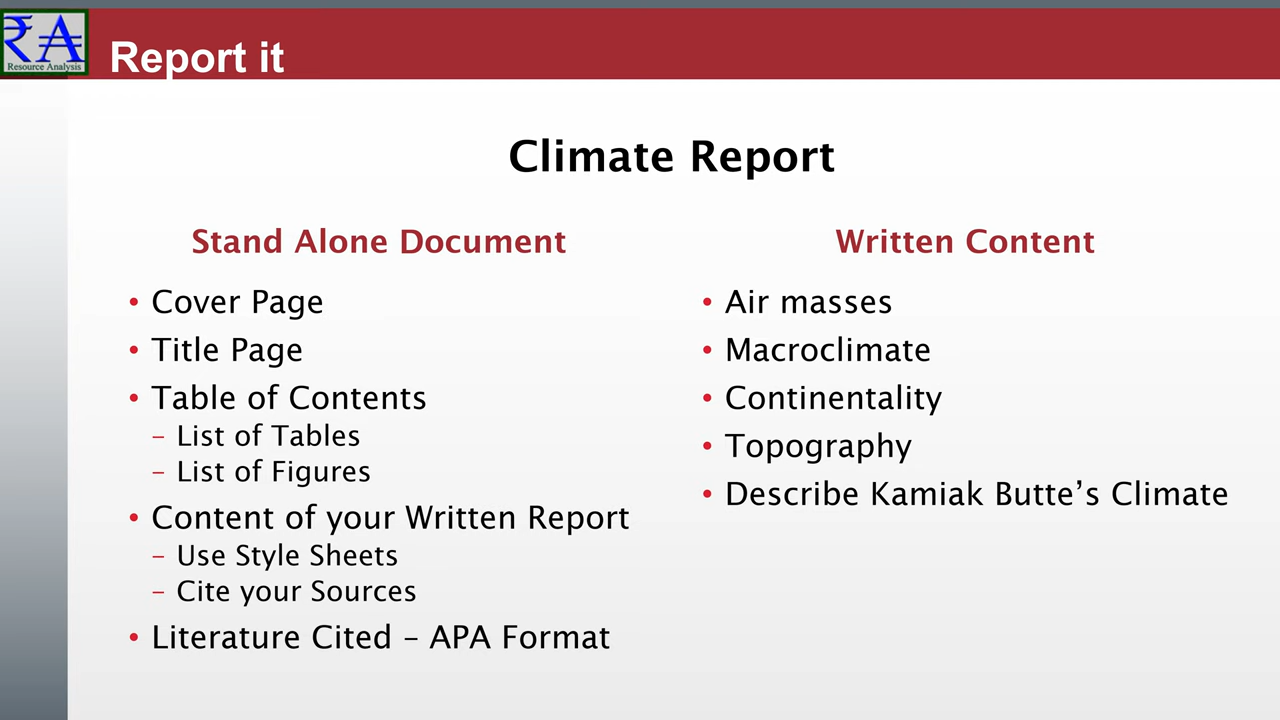 ₹A
Resource Analysis
Report it
Climate Report
Stand Alone Document
• Cover Page
• Title Page
• Table of Contents
– List of Tables
– List of Figures
• Content of your Written Report
– Use Style Sheets
– Cite your Sources
• Literature Cited – APA Format
Written Content
• Air masses
• Macroclimate
• Continentality
• Topography
• Describe Kamiak Butte’s Climate